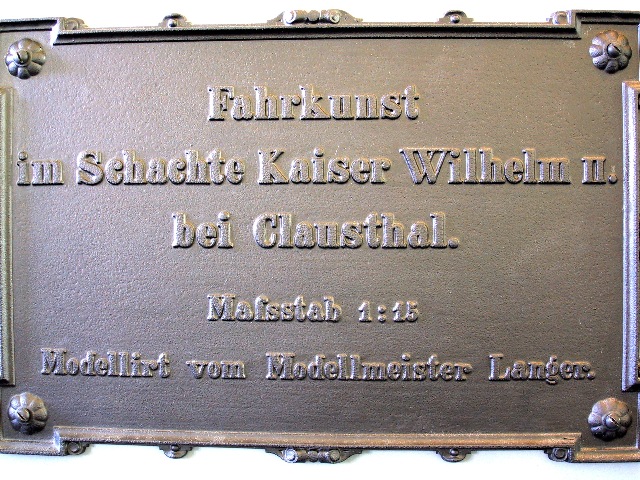 Fahrkunst
im Schachte Kaiser Wilhelm II.
bei Clausthal.
Maſsstab 1:15
Modellirt vom Modellmeister Langer.